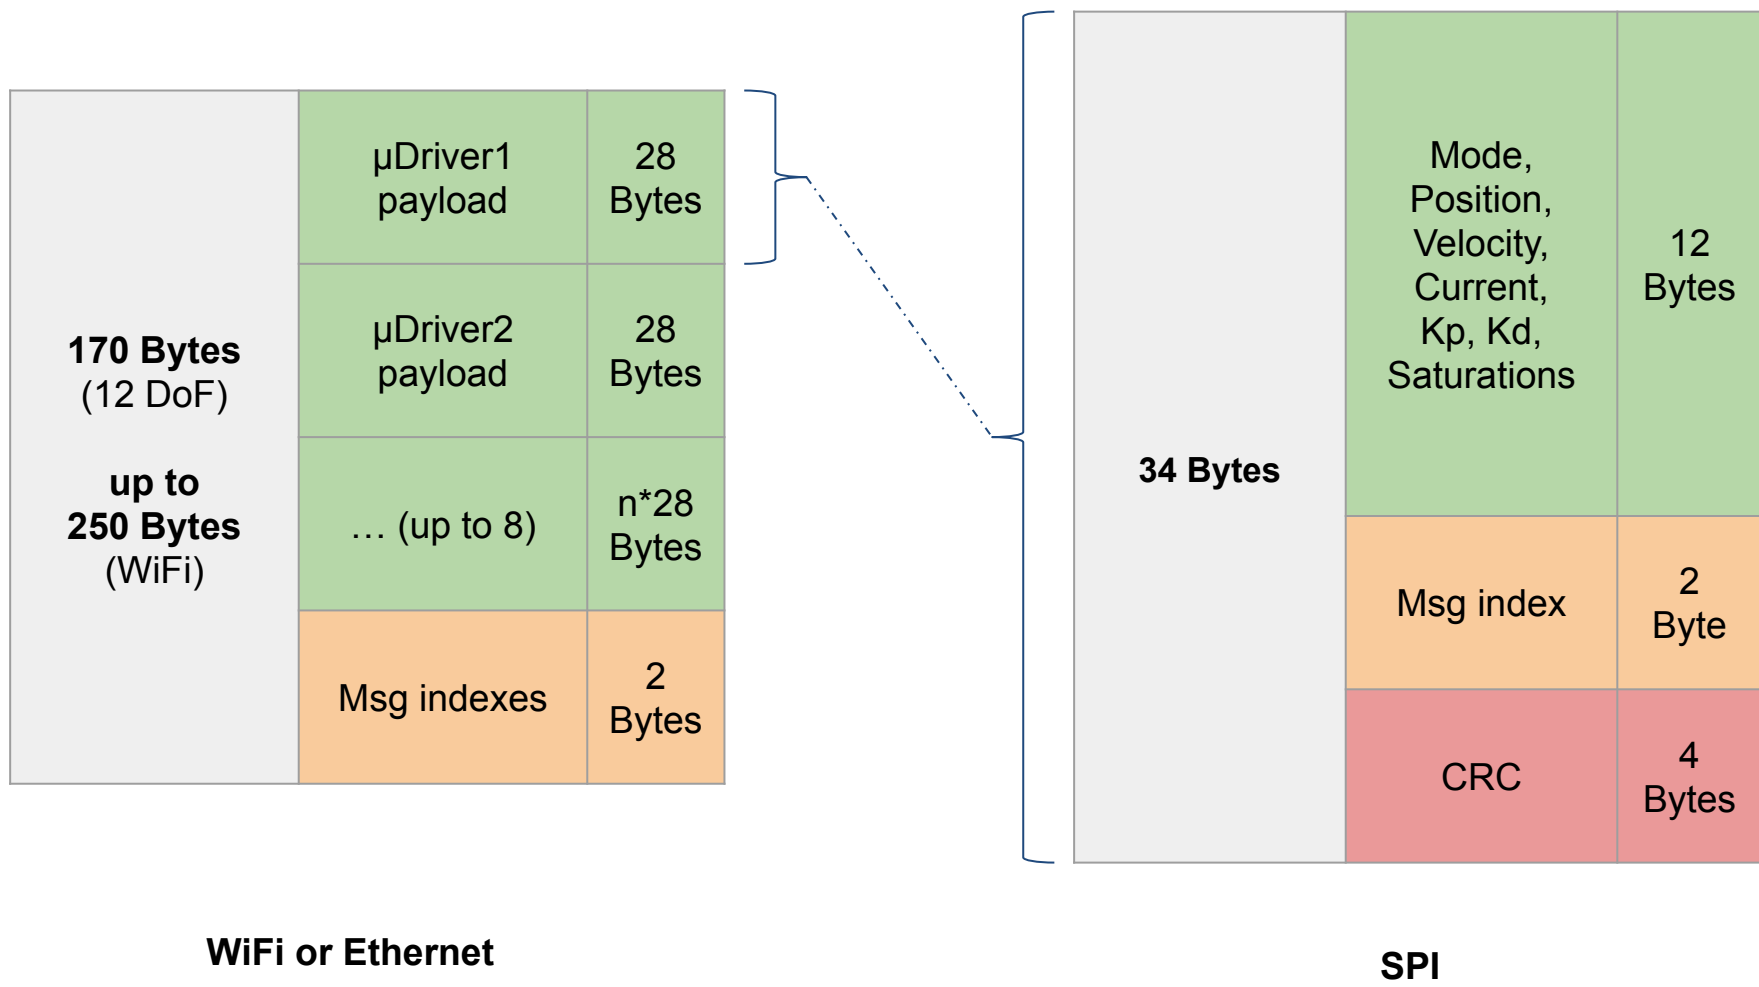 170 Bytes
(12 DoF)
up to
250 Bytes
(WiFi)
µDriver1
payload
28
Bytes
µDriver2
payload
28
Bytes
… (up to 8)
n*28
Bytes
Msg indexes
2
Bytes
WiFi or Ethernet
34 Bytes
Mode,
Position,
Velocity,
Current,
Kp, Kd,
Saturations
12
Bytes
Msg index
2
Byte
CRC
4
Bytes
SPI